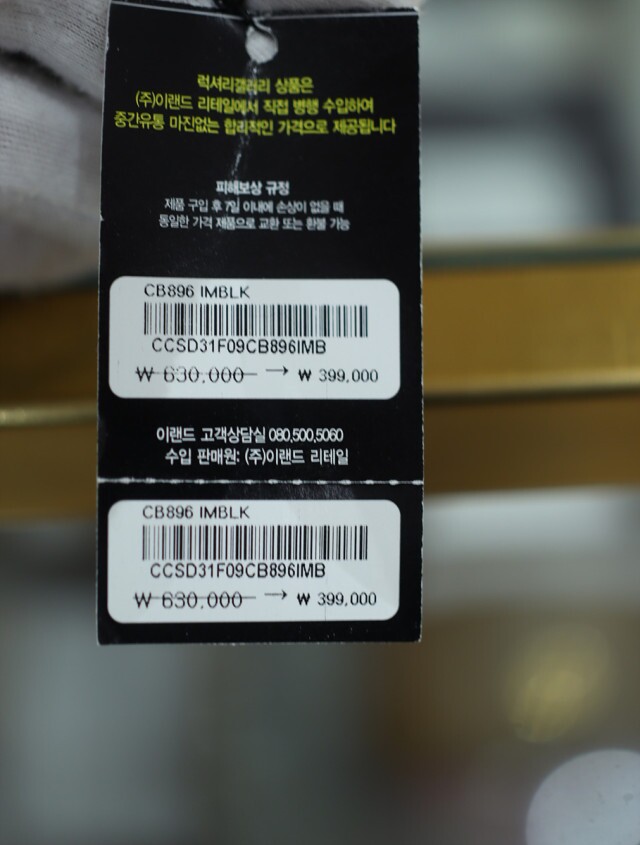 럭셔리갤러리 상품은
(주)이랜드 리테일에서 직접 병행 수입하여
중간유통 마진없는 합리적인 가격으로 제공됩니다
피해보상 규정
제품 구입 후 7일 이내에 손상이 없을 때
동일한 가격 제품으로 교환 또는 환불 가능
CB896 IMBLK
CCSD31F09CB896IMB
₩ 630,000 → ₩ 399,000
이랜드 고객상담실 080.500.5060
수입 판매원: (주)이랜드 리테일
CB896 IMBLK
CCSD31F09CB896IMB
₩ 630,000 → ₩ 399,000